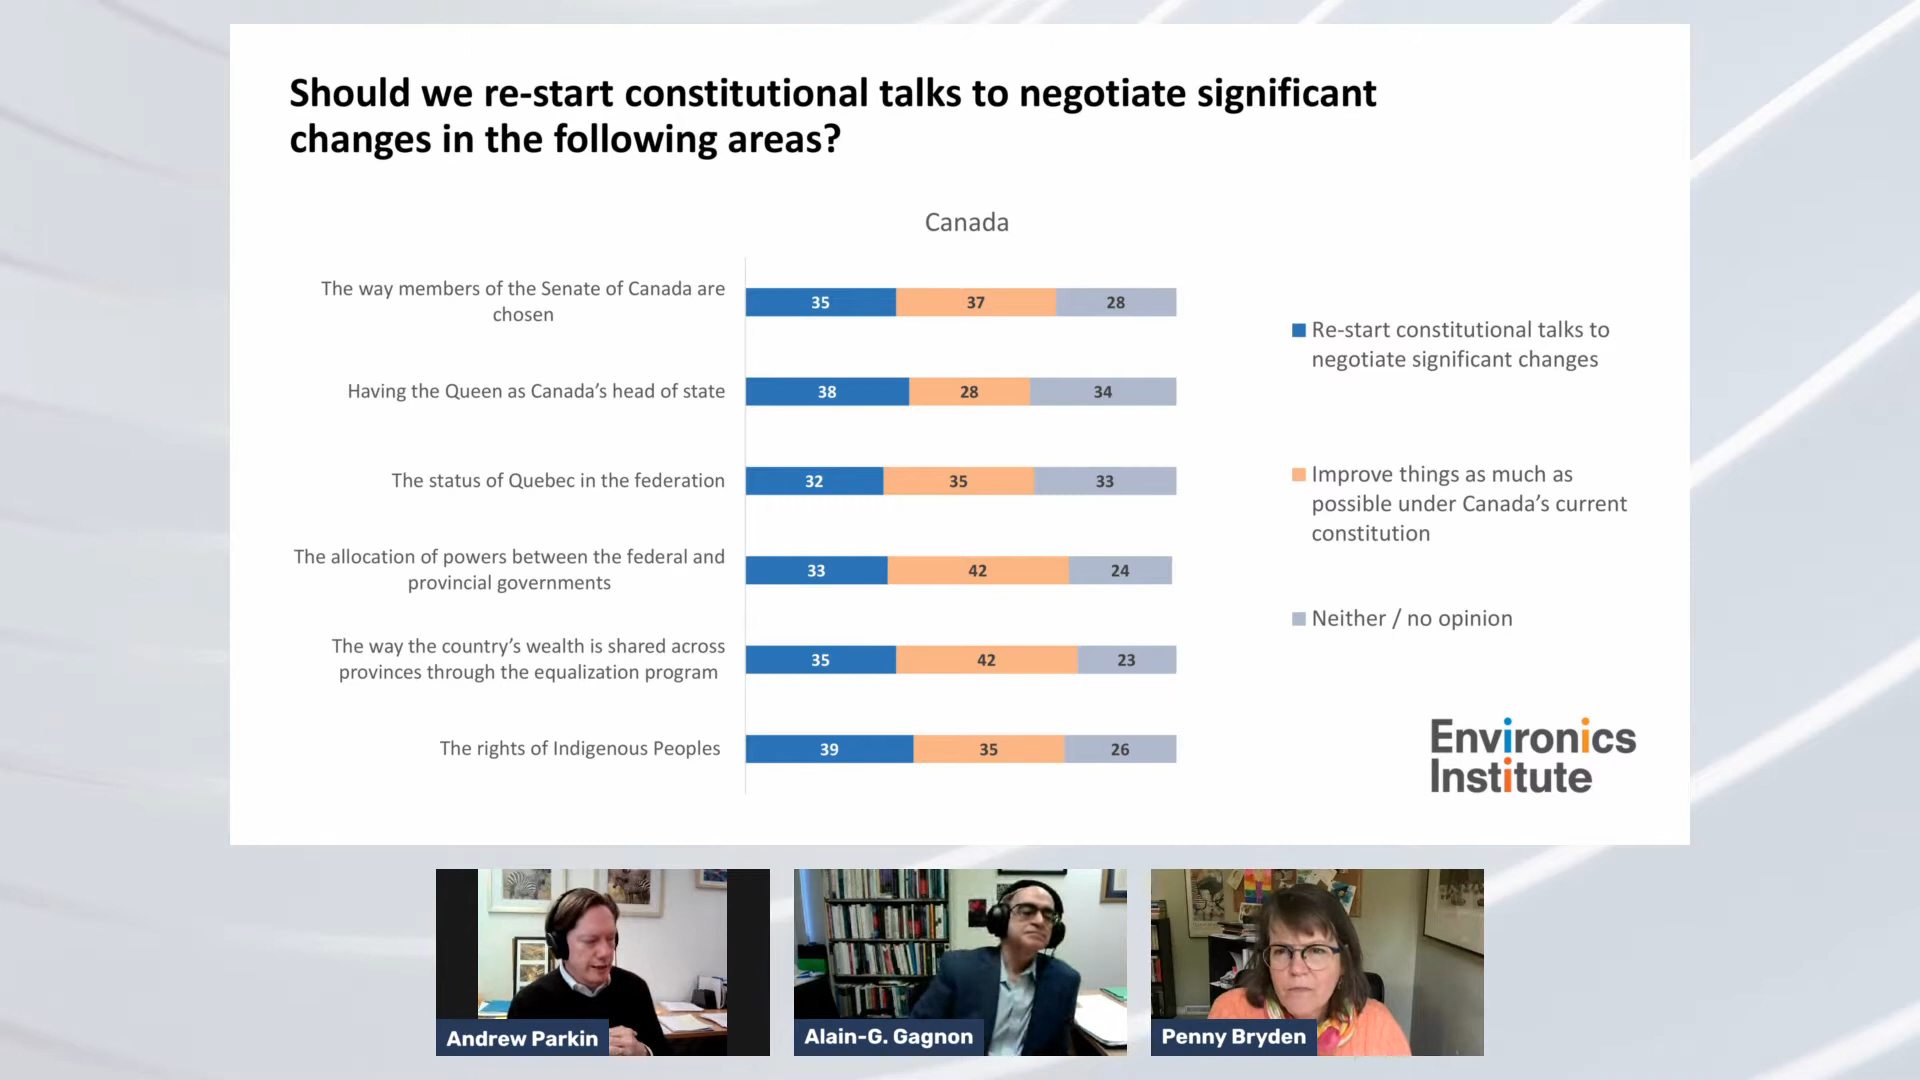 Should we re-start constitutional talks to negotiate significant
changes in the following areas?
Canada
The way members of the Senate of Canada are
chosen
35 37 28
Having the Queen as Canada's head of state
38 28 34
The status of Quebec in the federation
32 35 33
The allocation of powers between the federal and
provincial governments
33 42 24
The way the country's wealth is shared across
provinces through the equalization program
35 42 23
The rights of Indigenous Peoples
39 35 26
Re-start constitutional talks to
negotiate significant changes
Improve things as much as
possible under Canada's current
constitution
Neither / no opinion
Environics
Institute
Andrew Parkin
Alain-G. Gagnon
Penny Bryden